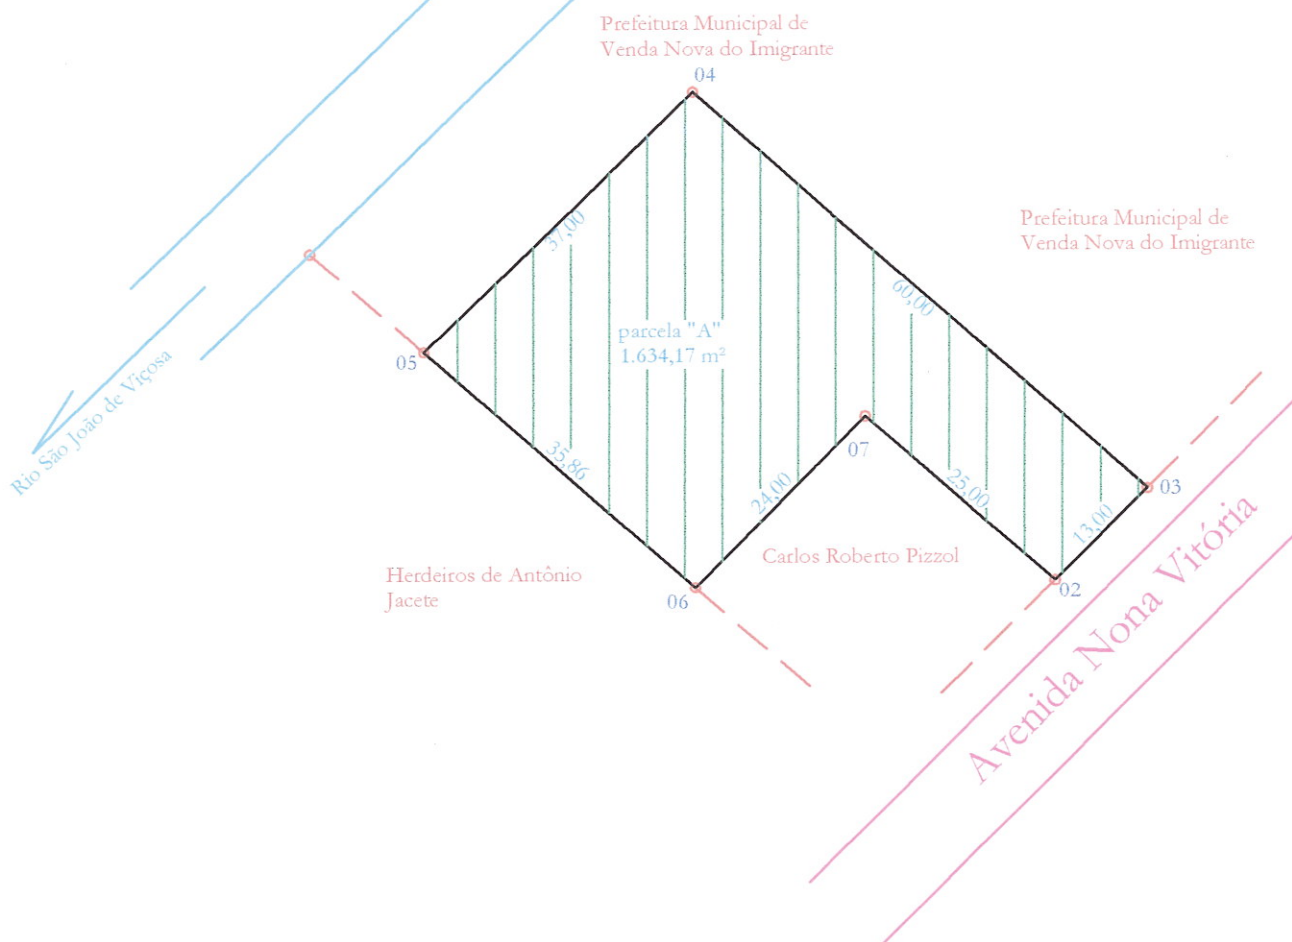 Prefeitura Municipal de
Venda Nova do Imigrante
04
Prefeitura Municipal de
Venda Nova do Imigrante
37,00
60,00
parcela "A"
1.634,17 m²
05
Rio São João de Viçosa
35,86
07
24,00
25,00
13,00
03
Carlos Roberto Pizzol
Herdeiros de Antônio
Jacete
06
02
Avenida Nona Vitória